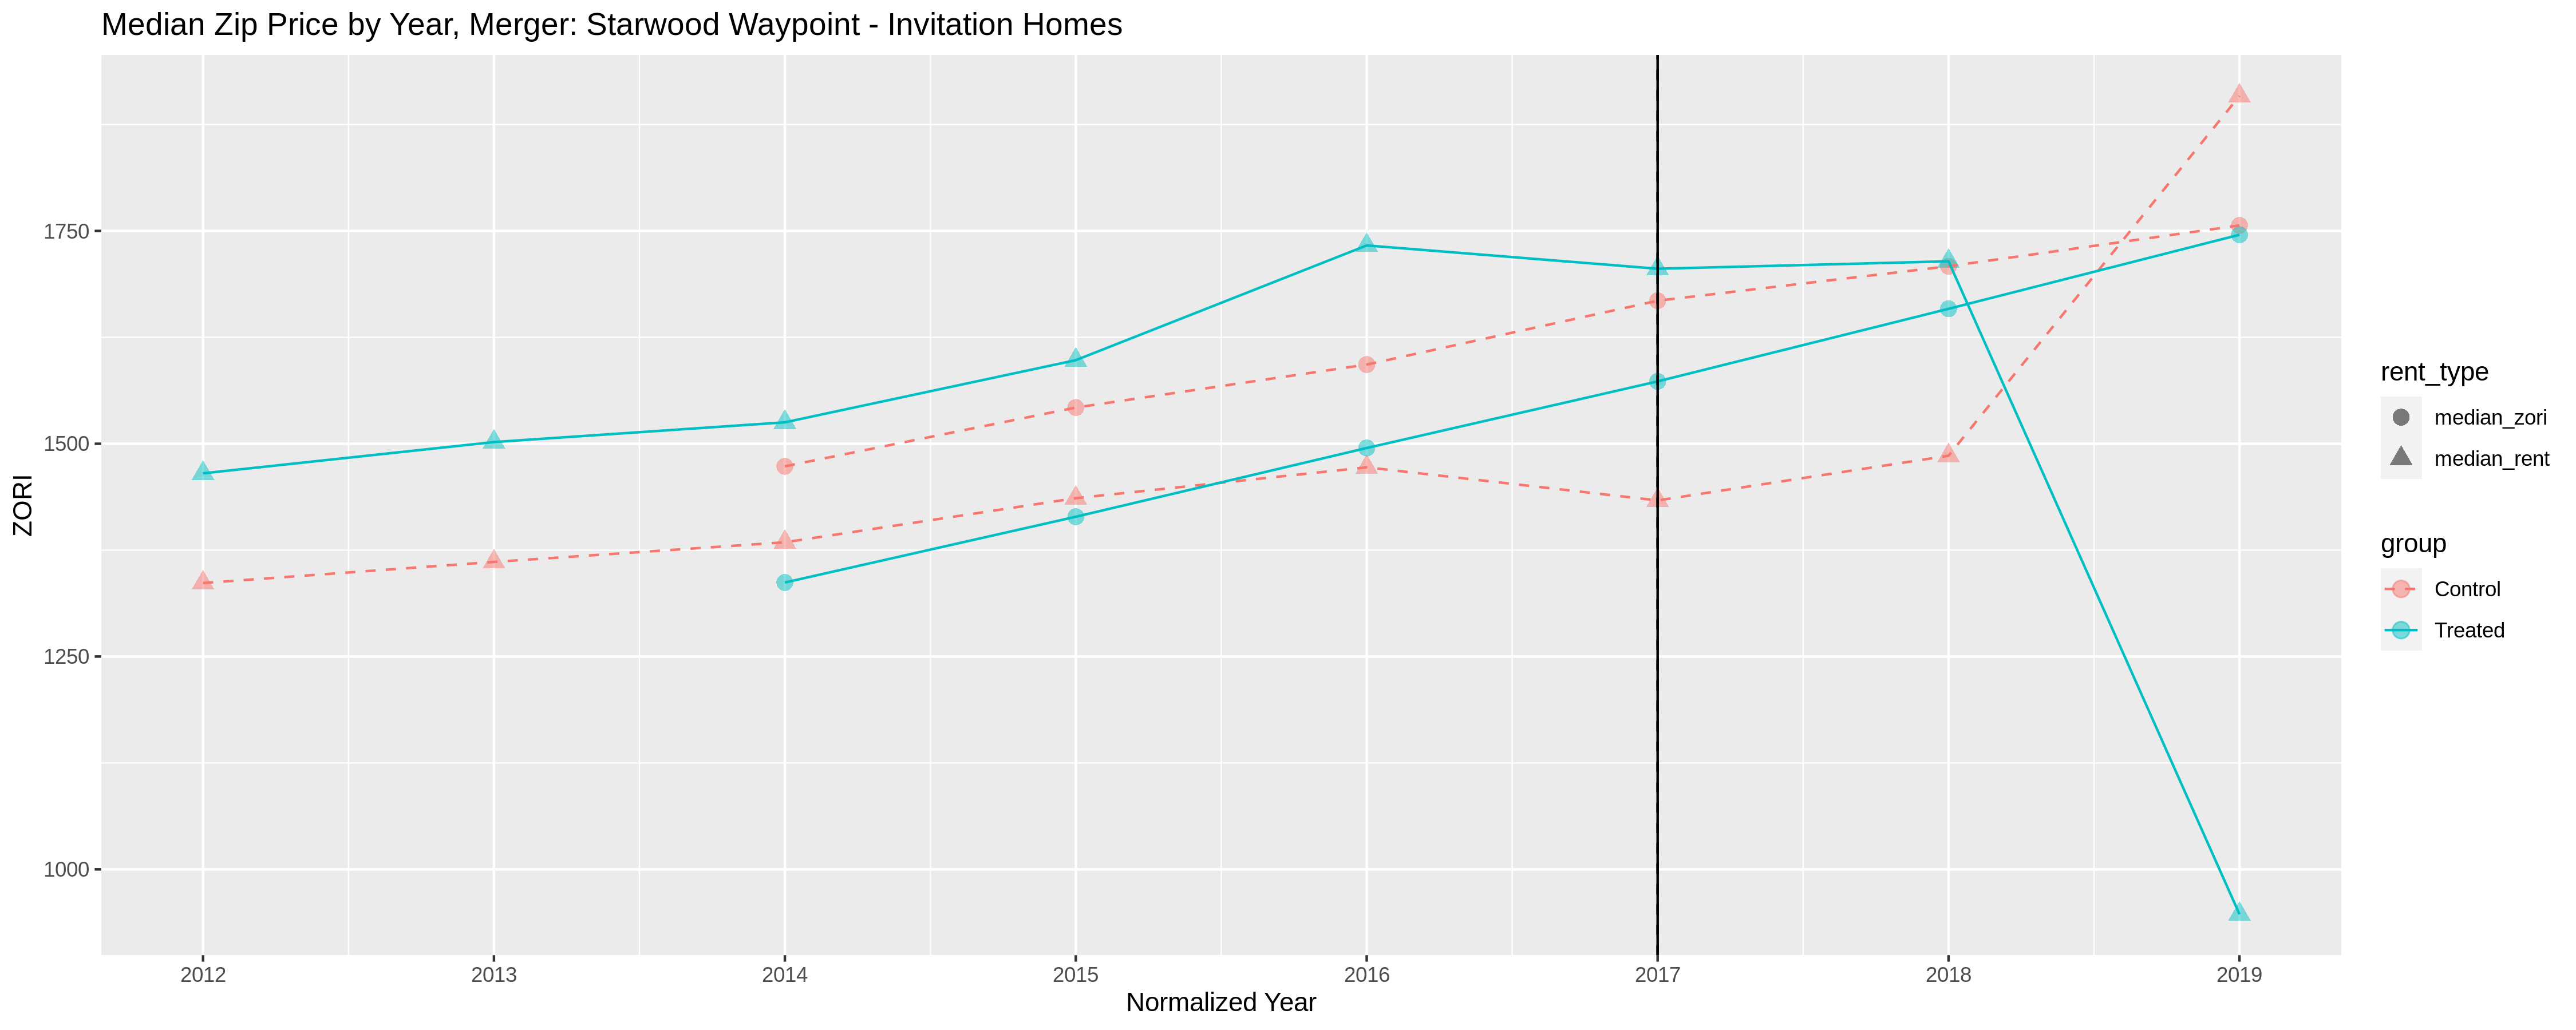 Median Zip Price by Year, Merger: Starwood Waypoint - Invitation Homes
ZORI
1750
1500
1250
1000
2012 2013 2014 2015 2016 2017 2018 2019
Normalized Year
rent_type
median_zori
median_rent
group
Control
Treated